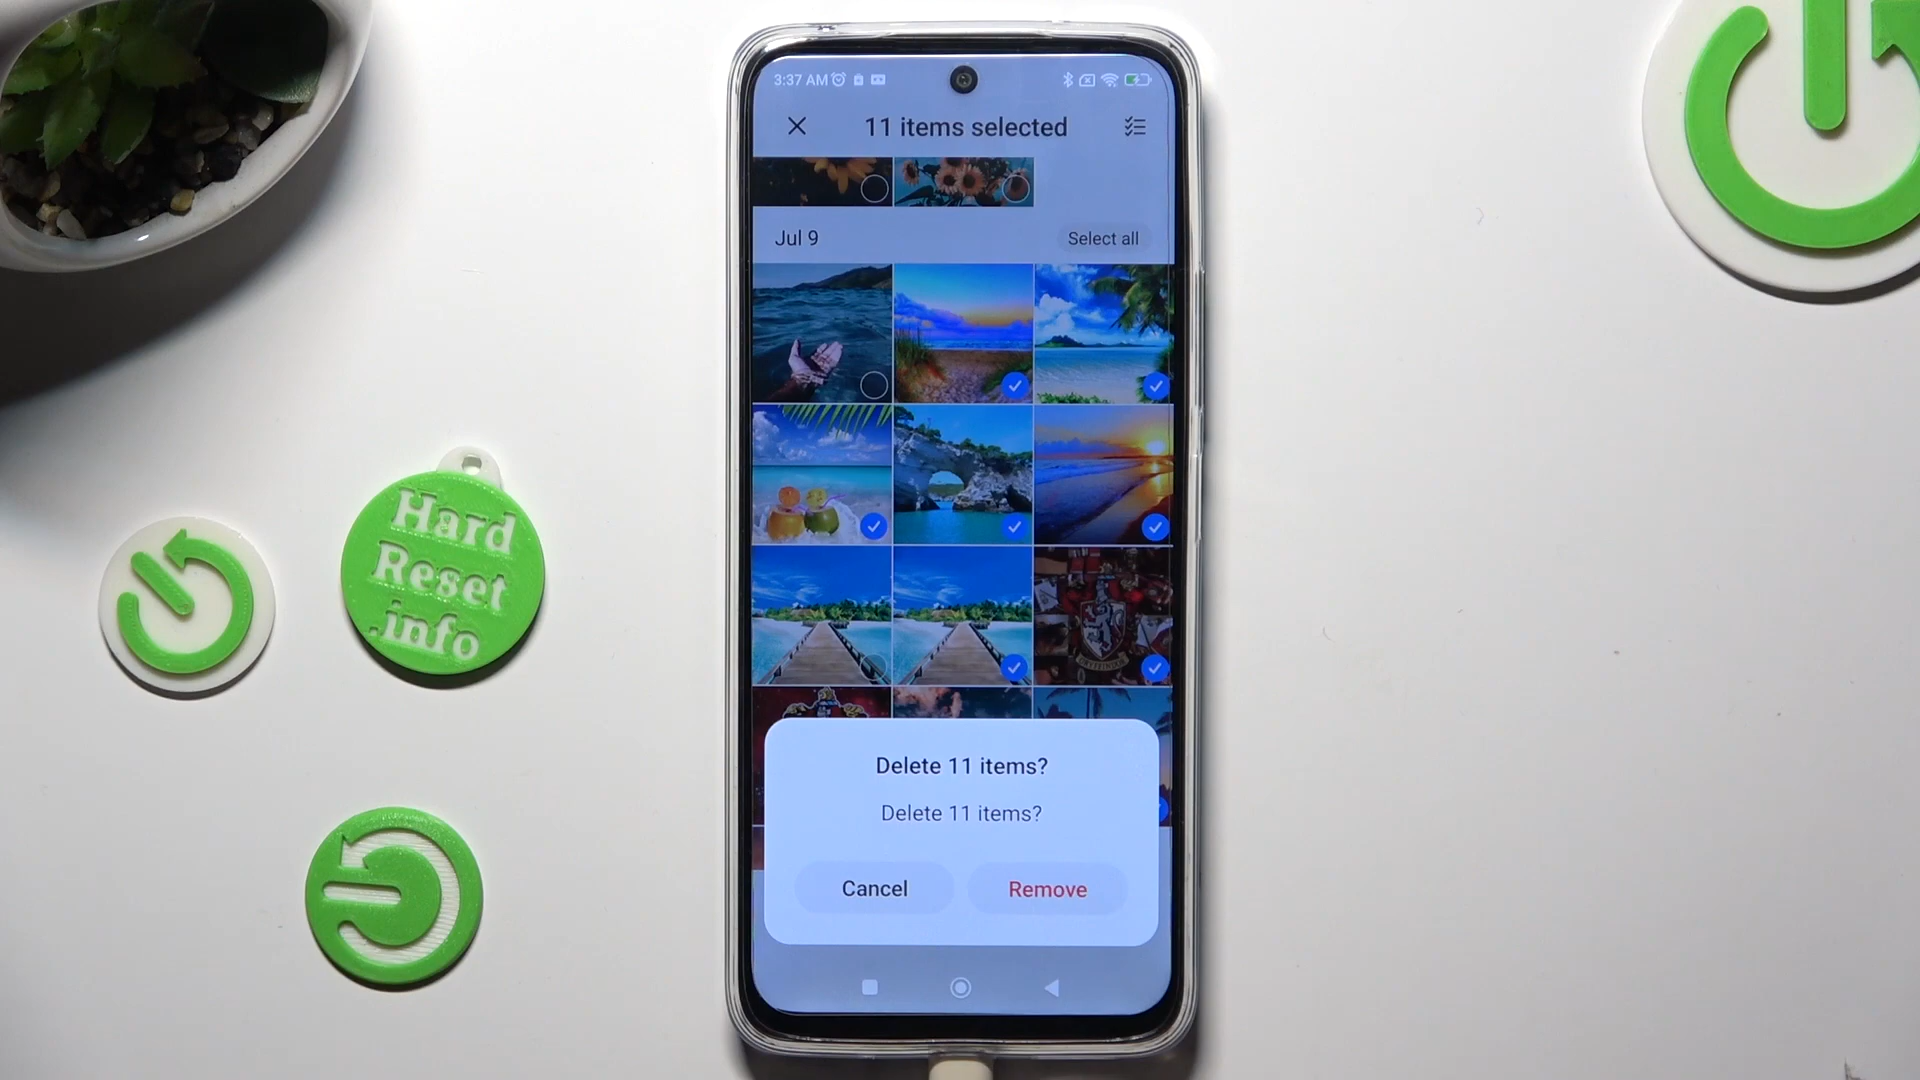 3:37 AM
11 items selected
Jul 9
Select all
Hard
Reset
.info
GRYFFINDOR
Delete 11 items?
Delete 11 items?
Cancel
Remove